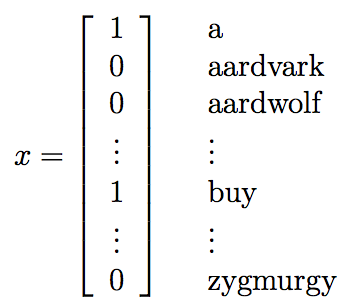 1 a
0 aardvark
0 aardwolf
⋮ ⋮
x = 1 buy
⋮ ⋮
0 zygmurgy